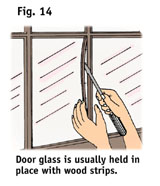 Fig. 14
Door glass is usually held in
place with wood strips.